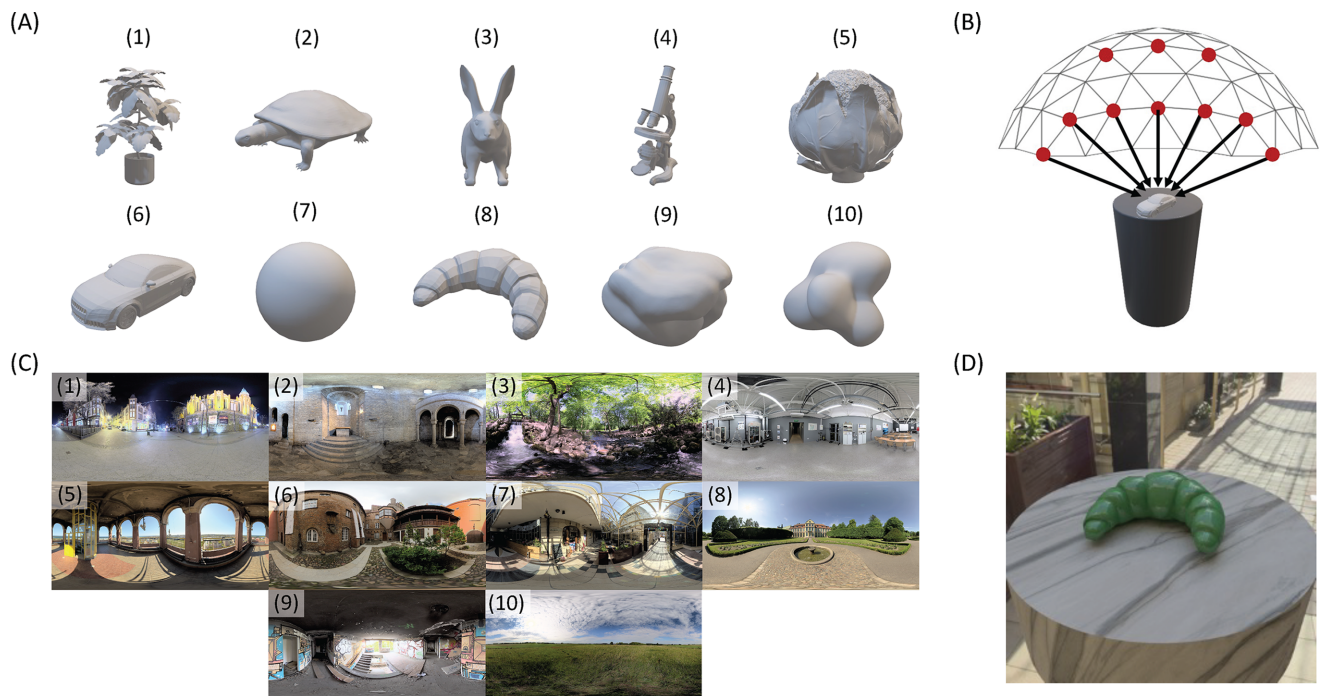 (A)
(1) (2) (3) (4) (5)
(6) (7) (8) (9) (10)
(B)
(C)
(1) (2) (3) (4)
(5) (6) (7) (8)
(9) (10)
(D)